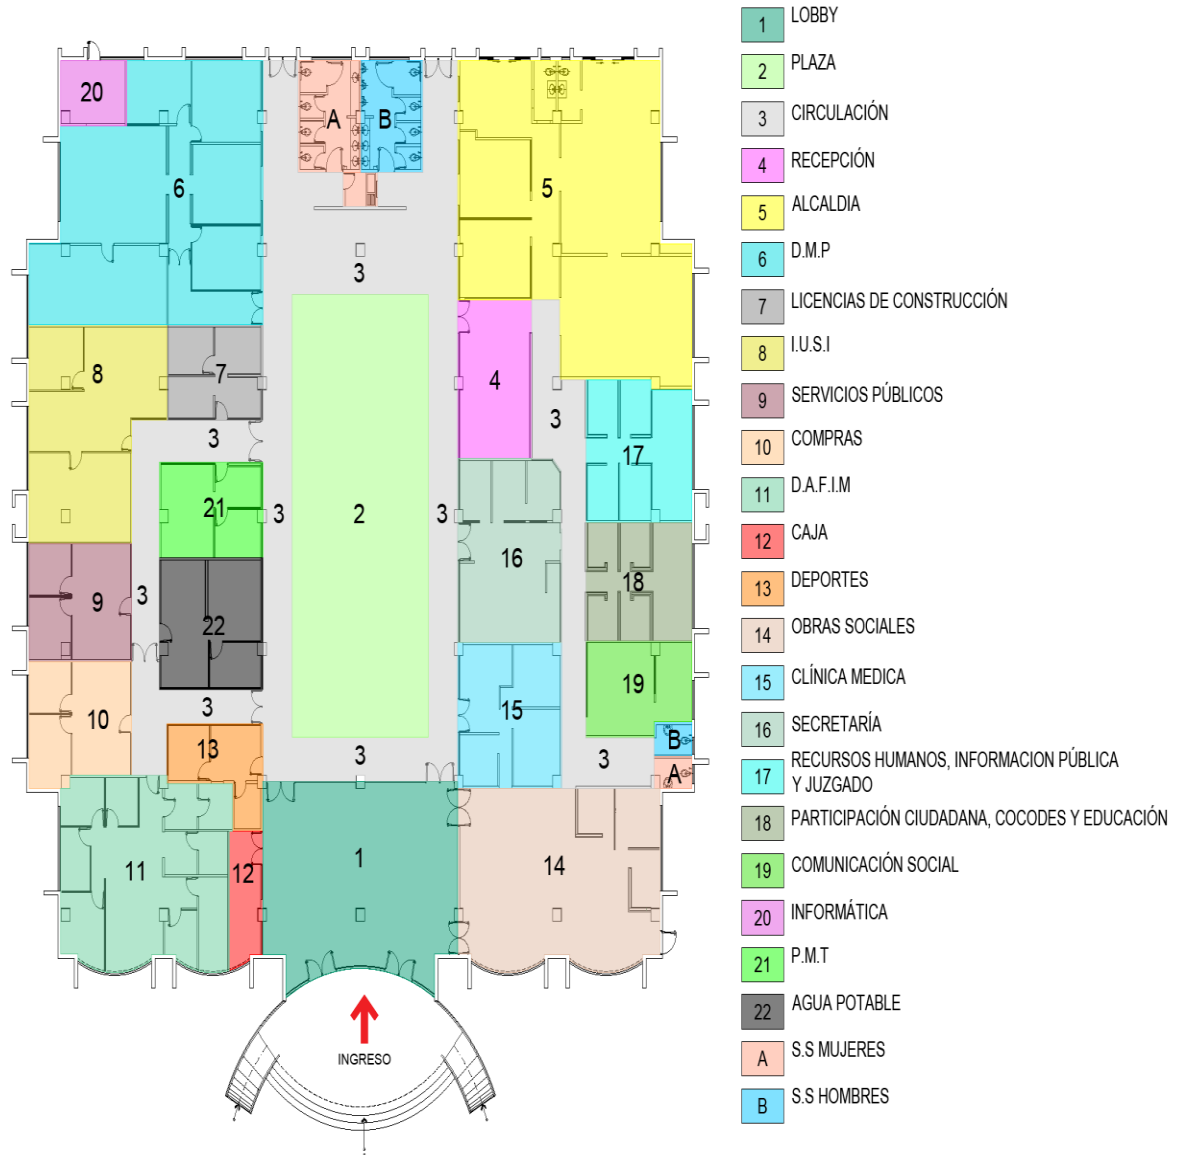 1 LOBBY
2 PLAZA
3 CIRCULACIÓN
4 RECEPCIÓN
5 ALCALDIA
6 D.M.P
7 LICENCIAS DE CONSTRUCCIÓN
8 I.U.S.I
9 SERVICIOS PÚBLICOS
10 COMPRAS
11 D.A.F.I.M
12 CAJA
13 DEPORTES
14 OBRAS SOCIALES
15 CLÍNICA MEDICA
16 SECRETARÍA
17 RECURSOS HUMANOS, INFORMACION PÚBLICA
Y JUZGADO
18 PARTICIPACIÓN CIUDADANA, COCODES Y EDUCACIÓN
19 COMUNICACIÓN SOCIAL
20 INFORMÁTICA
21 P.M.T
22 AGUA POTABLE
A S.S MUJERES
B S.S HOMBRES
20
A
B
6
5
3
8
7
4
3
3
17
21
3
2
3
16
9
3
22
18
10
3
13
15
19
B
3
3
A
11
12
1
14
INGRESO